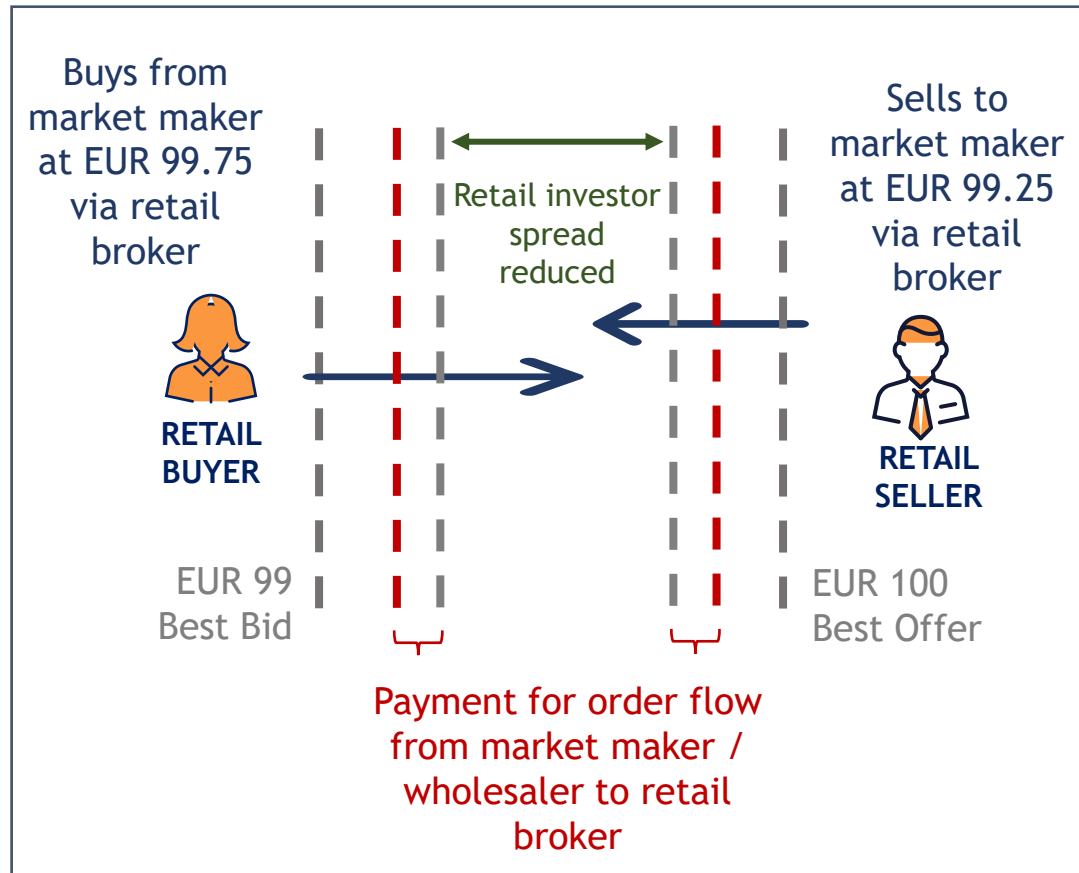 Buys from
market maker
at EUR 99.75
via retail
broker
RETAIL
BUYER
EUR 99
Best Bid
Retail investor
spread
reduced
Sells to
market maker
at EUR 99.25
via retail
broker
RETAIL
SELLER
EUR 100
Best Offer
Payment for order flow
from market maker /
wholesaler to retail
broker